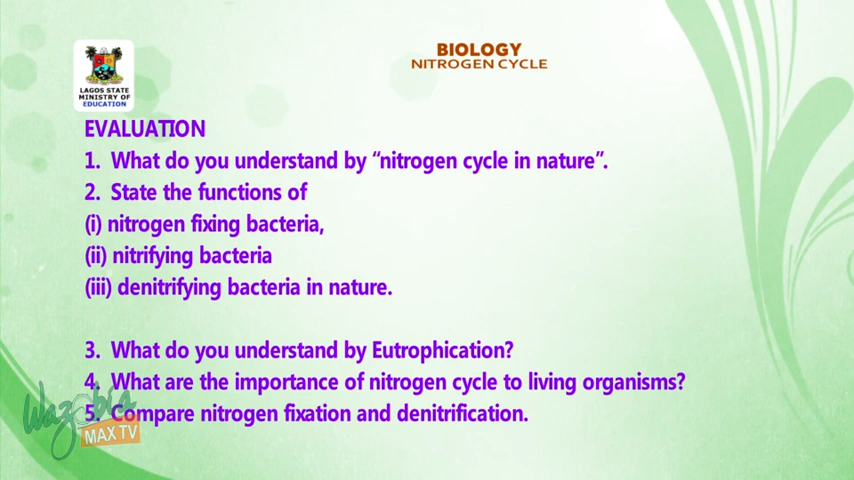 BIOLOGY
NITROGEN CYCLE
LAGOS STATE
MINISTRY OF
EDUCATION
EVALUATION
1. What do you understand by “nitrogen cycle in nature”.
2. State the functions of
(i) nitrogen fixing bacteria,
(ii) nitrifying bacteria
(iii) denitrifying bacteria in nature.
3. What do you understand by Eutrophication?
4. What are the importance of nitrogen cycle to living organisms?
5. Compare nitrogen fixation and denitrification.
Wazobia
MAX TV